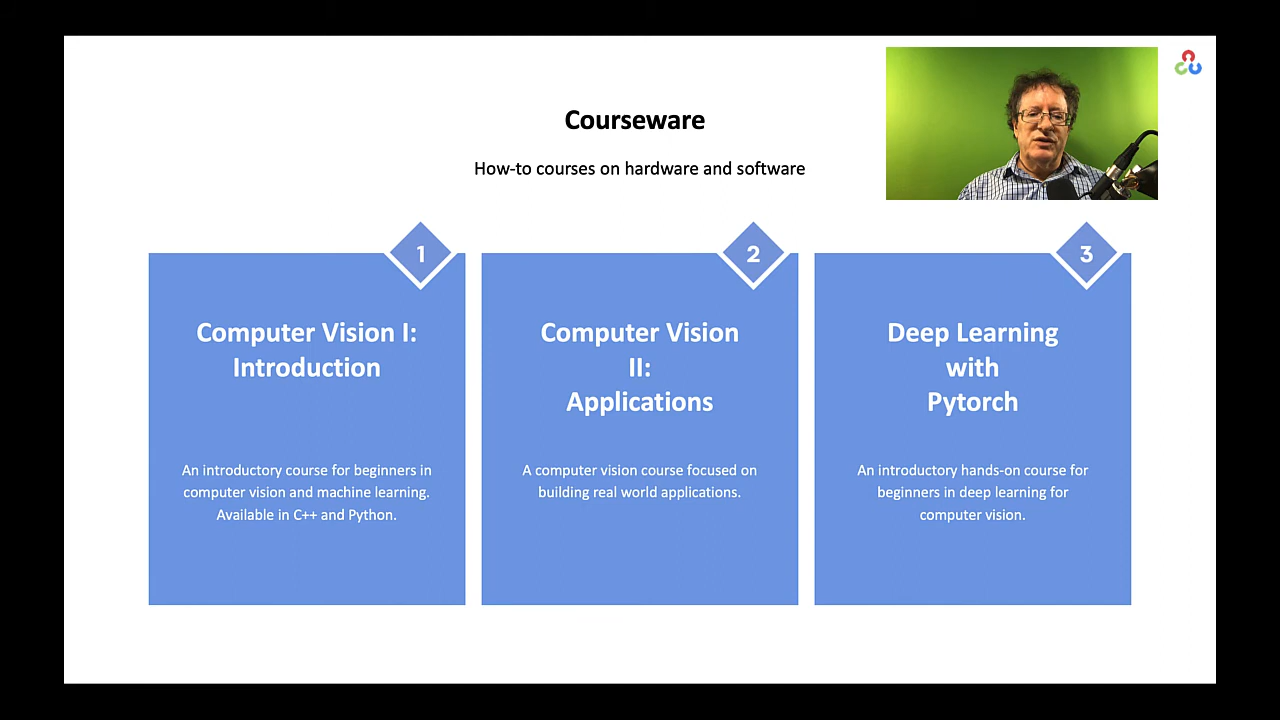 Courseware
How-to courses on hardware and software
1
Computer Vision I:
Introduction
An introductory course for beginners in
computer vision and machine learning.
Available in C++ and Python.
2
Computer Vision
II:
Applications
A computer vision course focused on
building real world applications.
3
Deep Learning
with
Pytorch
An introductory hands-on course for
beginners in deep learning for
computer vision.